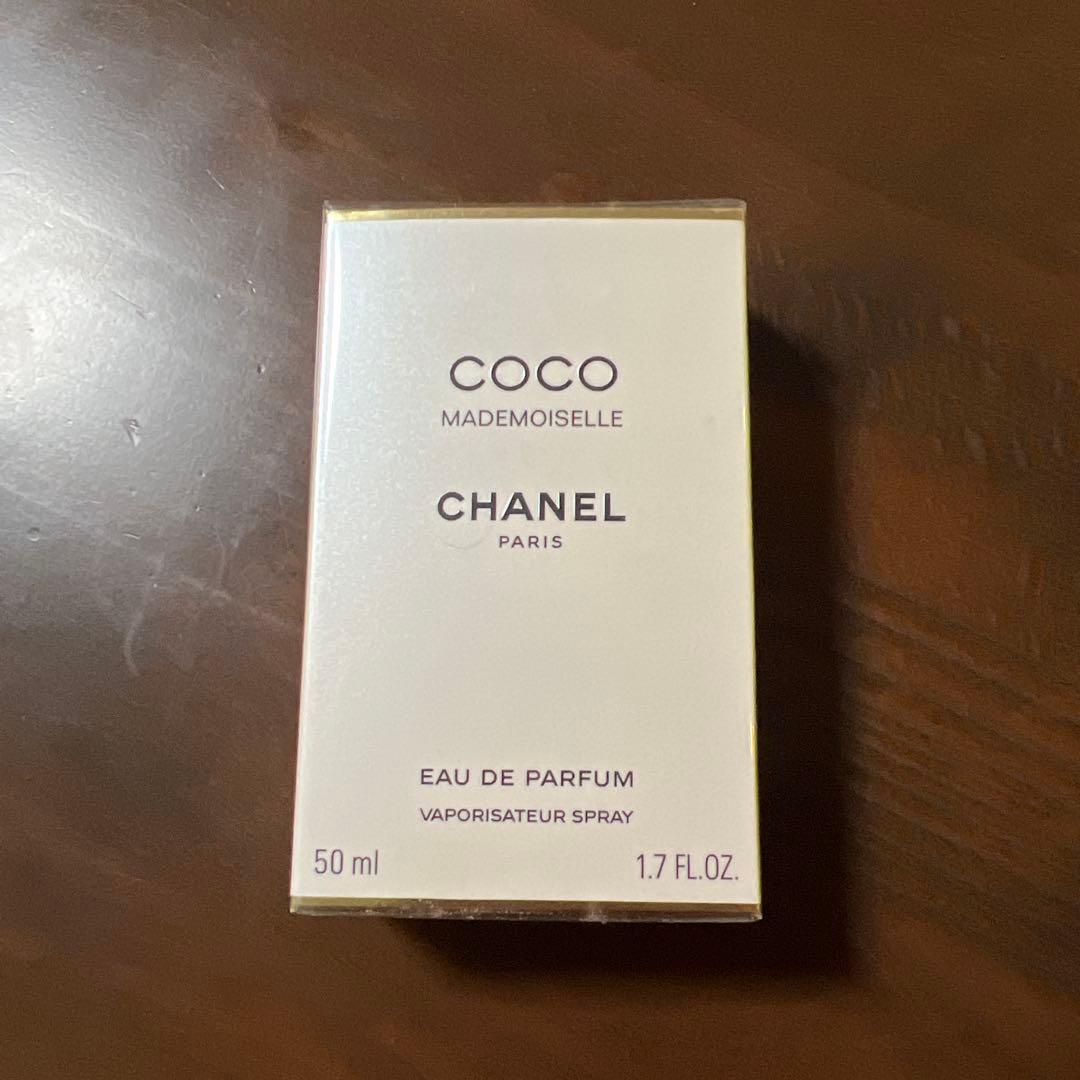 COCO
MADEMOISELLE
CHANEL
PARIS
EAU DE PARFUM
VAPORISATEUR SPRAY
50 ml 1.7 FL.OZ.